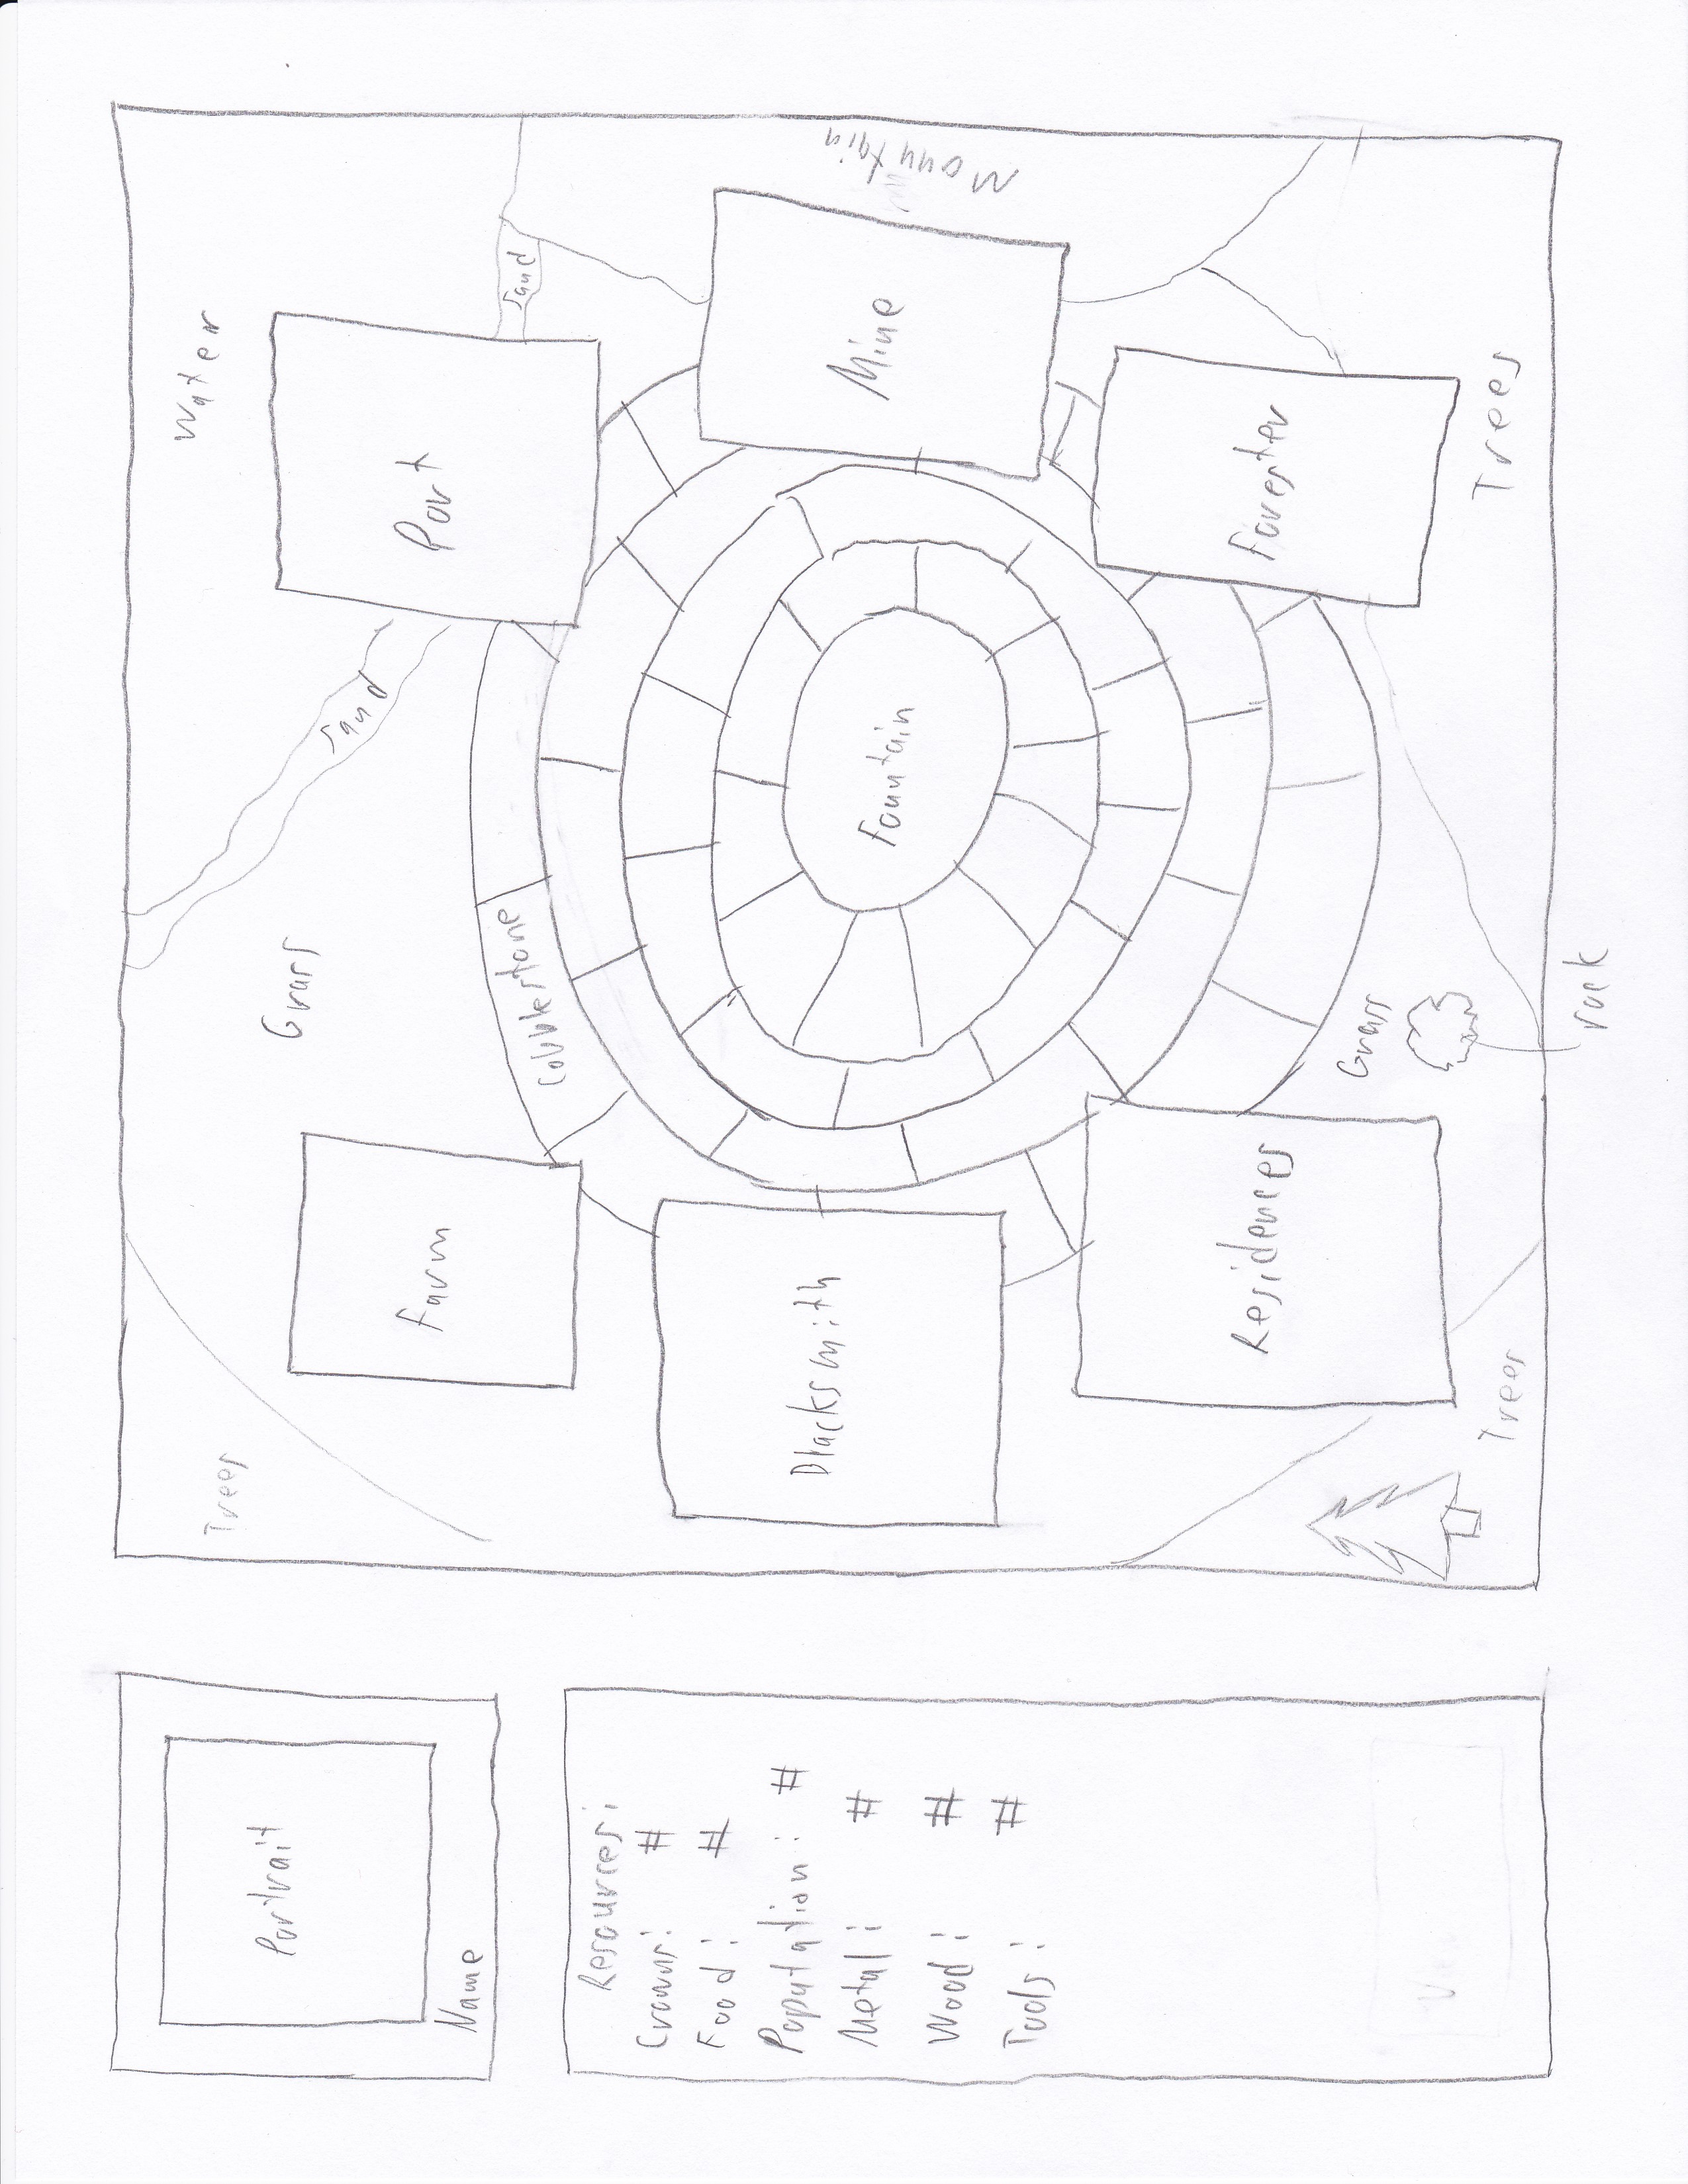 Portrait
Name
Resources:
Crowns: #
Food: #
Population: #
Metal: #
Wood: #
Tools: #
Trees
Grass
Water
Sand
Farm
Port
Cobblestone
Sand
Blacksmith
Fountain
Mine
Mountain
Residences
Forester
Grass
Trees
Trees
rock